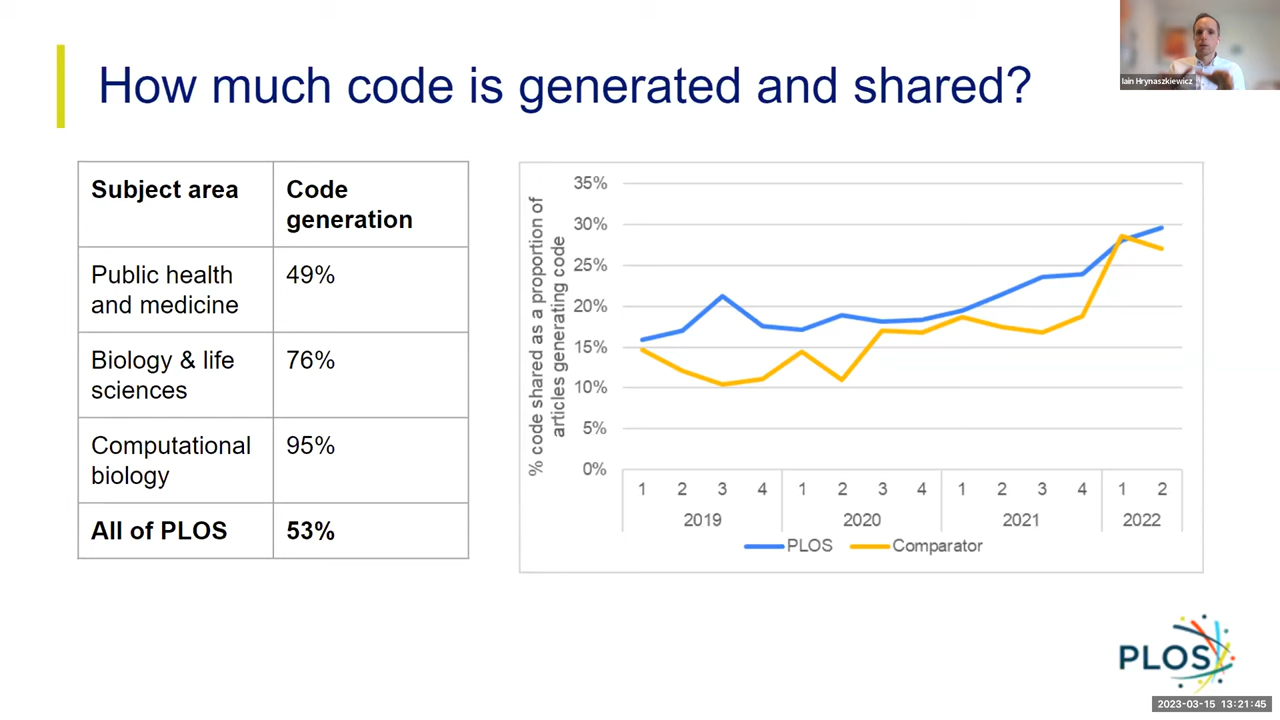 Iain Hrynaszkiewicz
How much code is generated and shared?
Subject area
Code
generation
Public health
and medicine
49%
Biology & life
sciences
76%
Computational
biology
95%
All of PLOS
53%
% code shared as a proportion of
articles generating code
35%
30%
25%
20%
15%
10%
5%
0%
1 2 3 4 1 2 3 4 1 2 3 4 1 2
2019 2020 2021 2022
PLOS Comparator
PLOS
2023-03-15 13:21:45